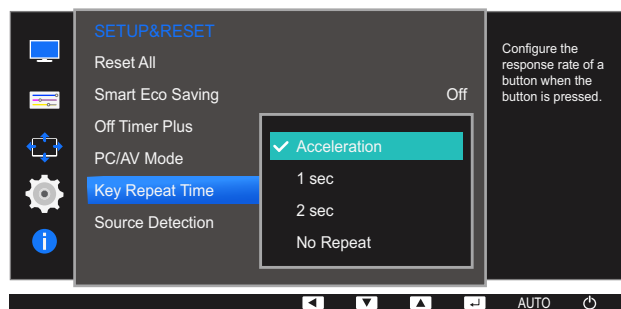 SETUP&RESET
Reset All
Smart Eco Saving Off
Off Timer Plus
PC/AV Mode
Key Repeat Time
Source Detection
Acceleration
1 sec
2 sec
No Repeat
Configure the
response rate of a
button when the
button is pressed.
AUTO